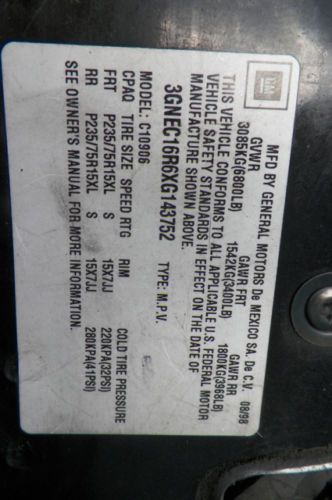 GM
MFD BY GENERAL MOTORS De MEXICO SA. De C.V. 08/98
GVWR GAWR FRT GAWR RR
3085KG(6800LB) 1542KG(3400LB) 1800KG(3968LB)
THIS VEHICLE CONFORMS TO ALL APPLICABLE U.S. FEDERAL MOTOR
VEHICLE SAFETY STANDARDS IN EFFECT ON THE DATE OF
MANUFACTURE SHOWN ABOVE.
3GNEC16R6XG143752 TYPE: M.P.V.
C10906
CPAQ TIRE SIZE SPEED RTG RIM COLD TIRE PRESSURE
FRT P235/75R15XL S 15X7JJ 220KPA(32PSI)
RR P235/75R15XL S 15X7JJ 280KPA(41PSI)
SEE OWNER'S MANUAL FOR MORE INFORMATION.